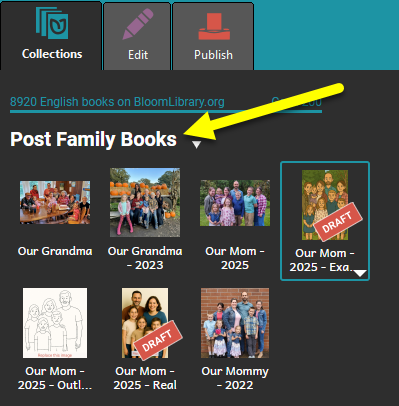 Collections
Edit
Publish
8920 English books on BloomLibrary.org
Post Family Books
Our Grandma
Our Grandma
- 2023
Our Mom -
2025
DRAFT
Our Mom -
2025 - Exa...
Our Mom -
2025 - Outl...
DRAFT
Our Mom -
2025 - Real
Our Mommy
- 2022